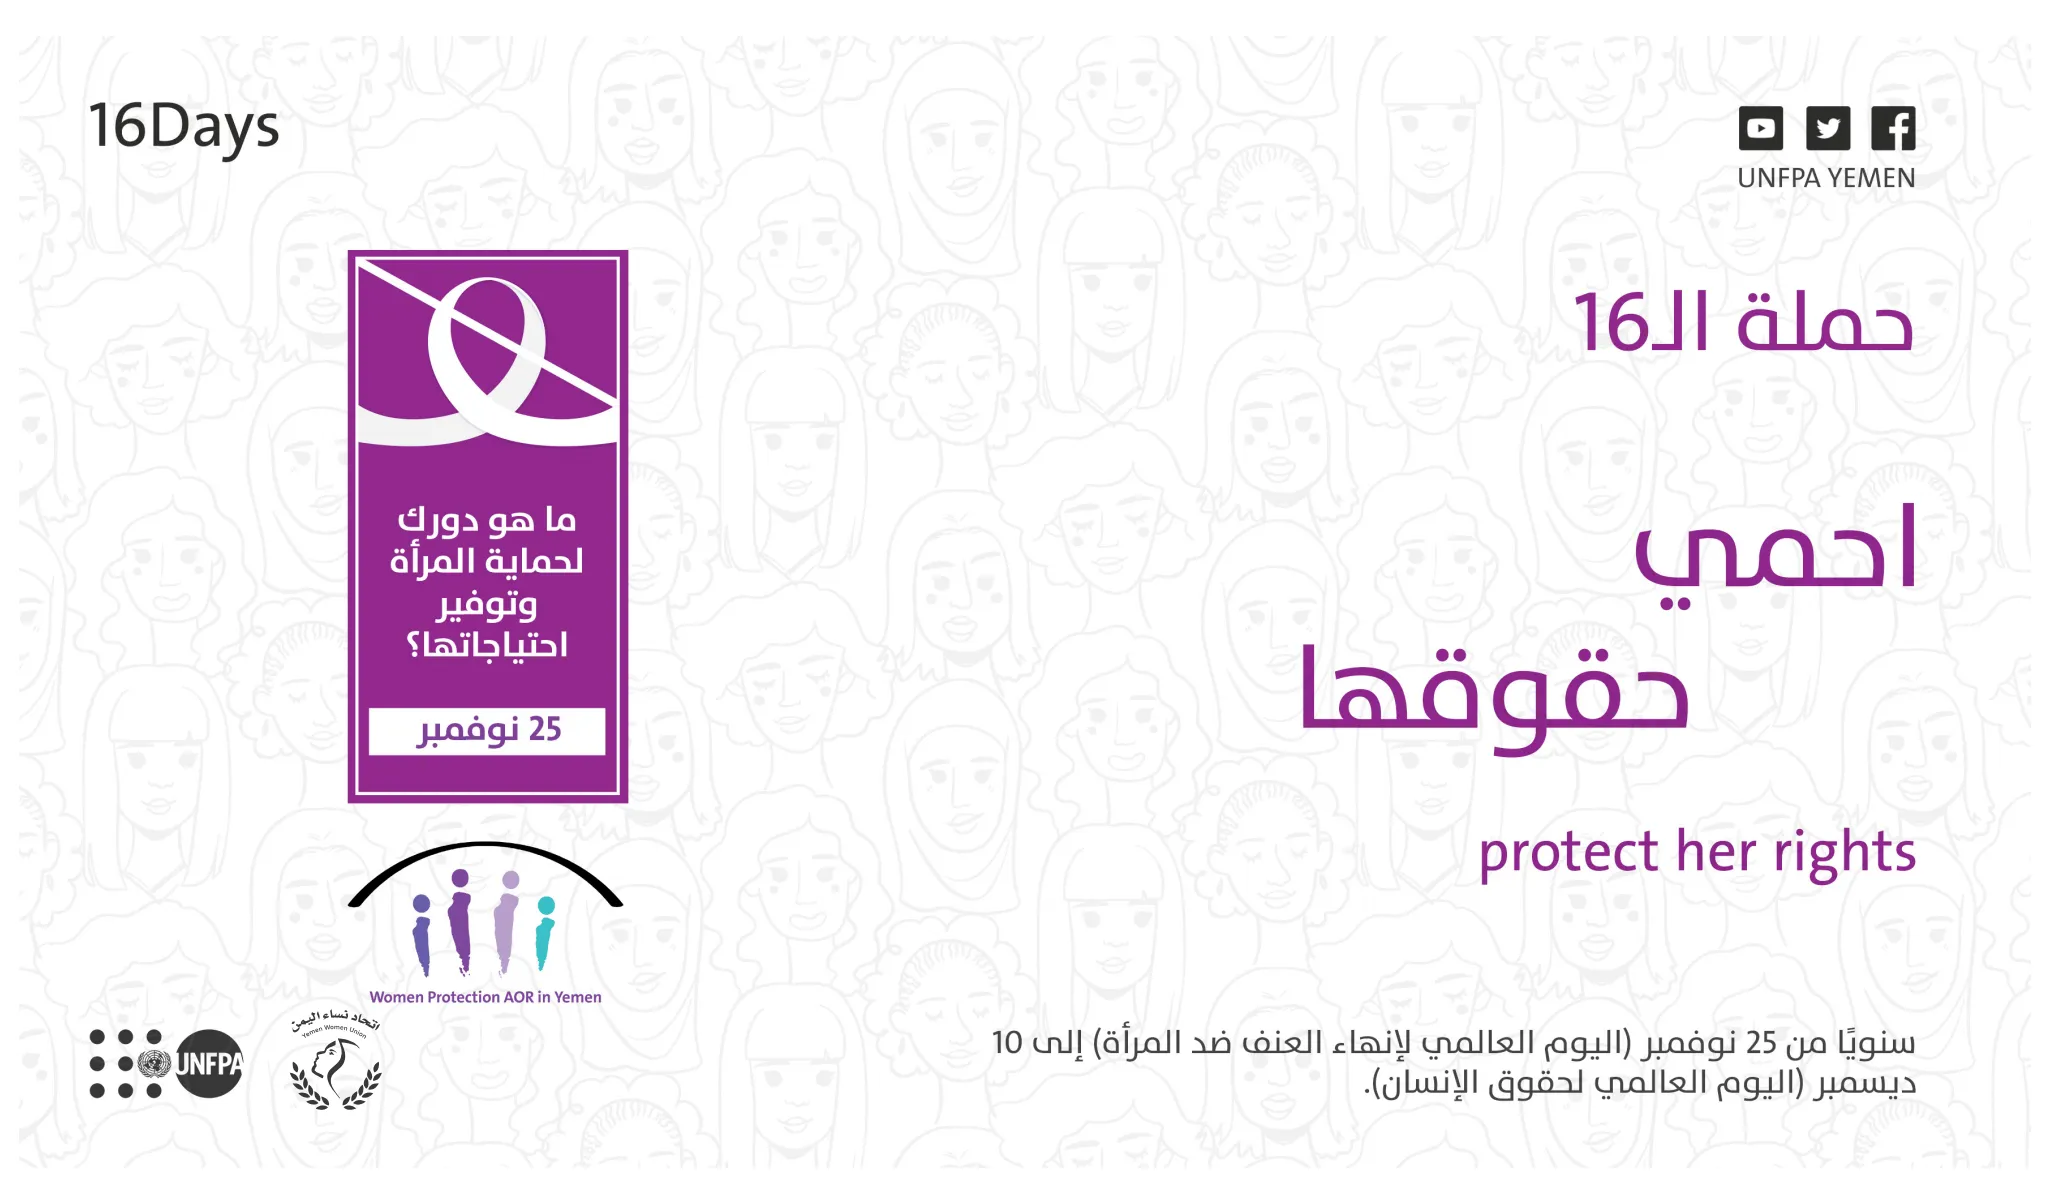 16Days
UNFPA YEMEN
حملة الـ16
احمي
حقوقها
protect her rights
ما هو دورك
لحماية المرأة
وتوفير
احتياجاتها؟
25 نوفمبر
Women Protection AOR in Yemen
اتحاد نساء اليمن
Yemen Women Union
UNFPA
سنويًا من 25 نوفمبر (اليوم العالمي لإنهاء العنف ضد المرأة) إلى 10
ديسمبر (اليوم العالمي لحقوق الإنسان).